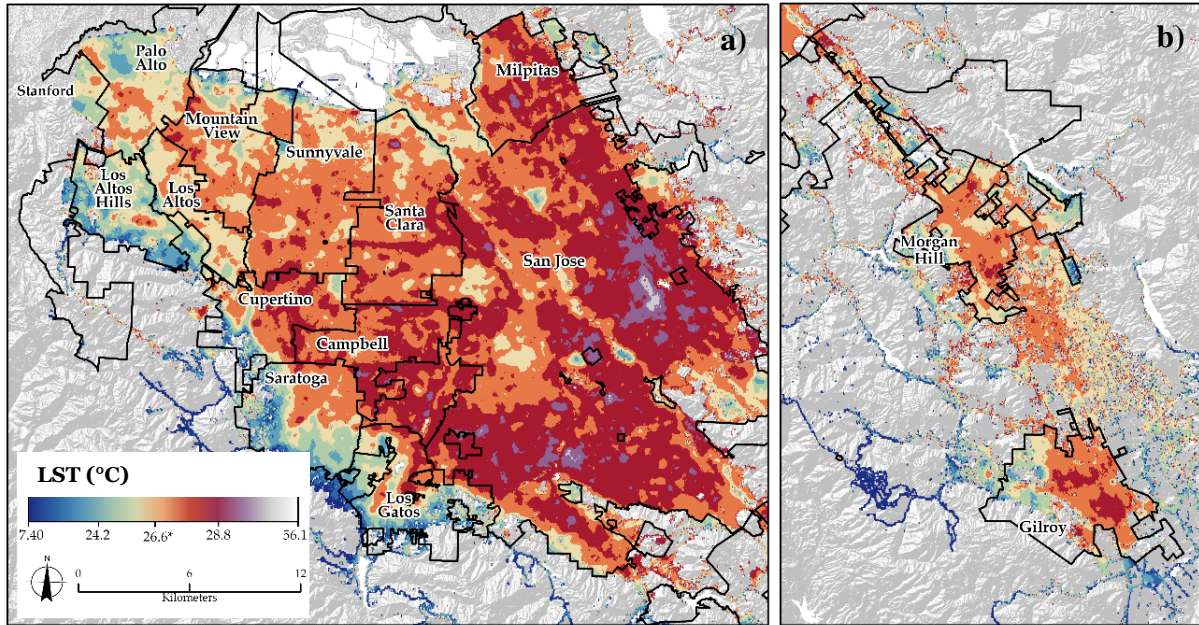 a)
b)
Palo
Alto
Stanford
Milpitas
Mountain
View
Sunnyvale
Los
Altos
Hills
Los
Altos
Santa
Clara
San Jose
Morgan
Hill
Cupertino
Campbell
Saratoga
Los
Gatos
Gilroy
LST (°C)
7.40 24.2 26.6* 28.8 56.1
N
0 6 12
Kilometers